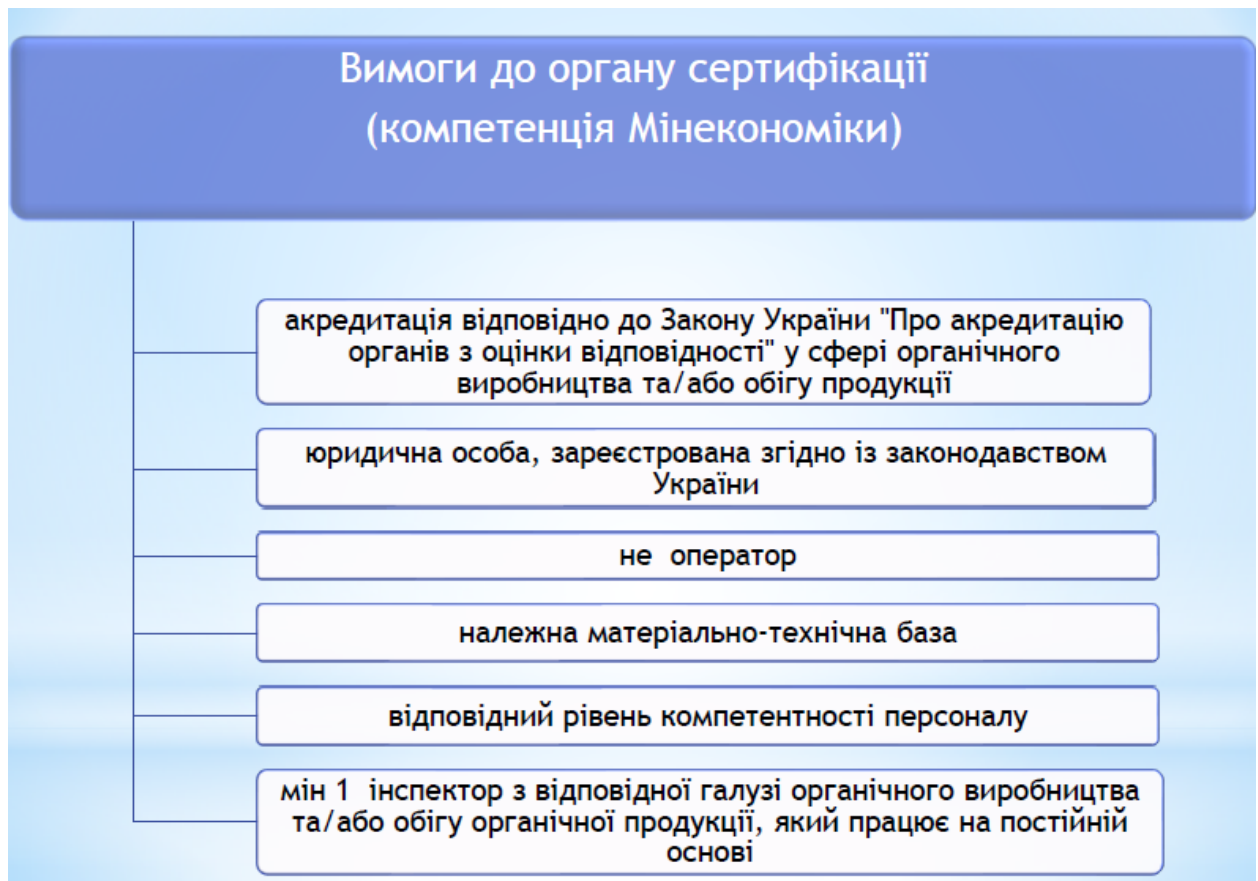 Вимоги до органу сертифікації
(компетенція Мінекономіки)
акредитація відповідно до Закону України "Про акредитацію
органів з оцінки відповідності" у сфері органічного
виробництва та/або обігу продукції
юридична особа, зареєстрована згідно із законодавством
України
не оператор
належна матеріально-технічна база
відповідний рівень компетентності персоналу
мін 1 інспектор з відповідної галузі органічного виробництва
та/або обігу органічної продукції, який працює на постійній
основі